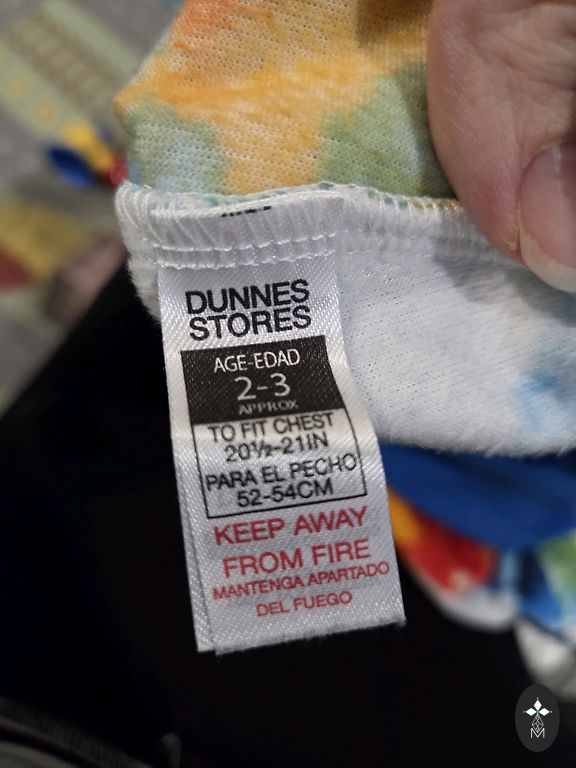 DUNNES
STORES
AGE-EDAD
2-3
APPROX
TO FIT CHEST
20½-21IN
PARA EL PECHO
52-54CM
KEEP AWAY
FROM FIRE
MANTENGA APARTADO
DEL FUEGO
M